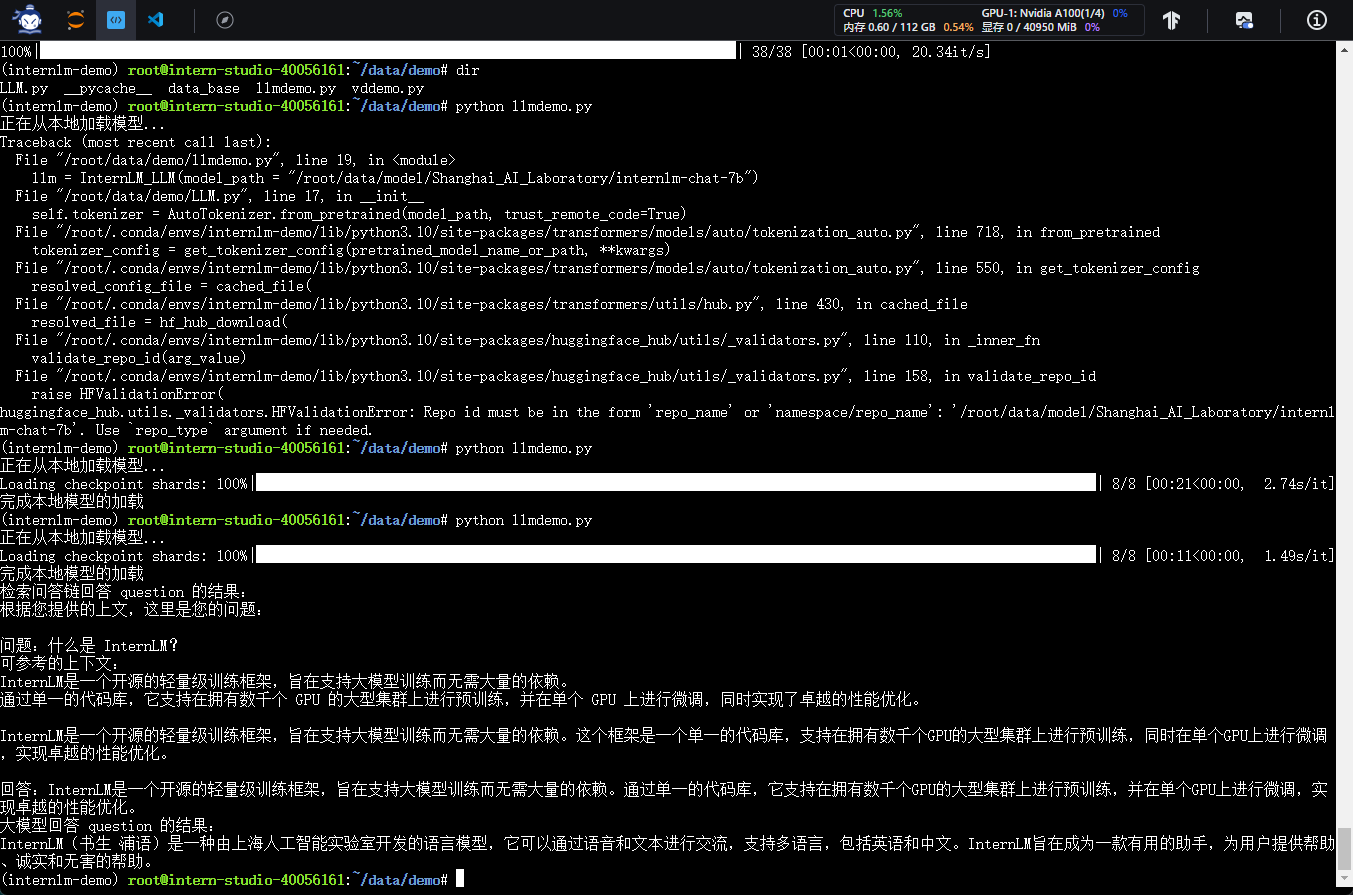 CPU 1.56% GPU-1: Nvidia A100(1/4) 0%
内存 0.60 / 112 GB 0.54% 显存 0 / 40950 MiB 0%
100%| | 38/38 [00:01<00:00, 20.34it/s]
(internlm-demo) root@intern-studio-40056161:~/data/demo# dir
LLM.py __pycache__ data_base llmdemo.py vddemo.py
(internlm-demo) root@intern-studio-40056161:~/data/demo# python llmdemo.py
正在从本地加载模型...
Traceback (most recent call last):
File "/root/data/demo/llmdemo.py", line 19, in <module>
llm = InternLM_LLM(model_path = "/root/data/model/Shanghai_AI_Laboratory/internlm-chat-7b")
File "/root/data/demo/LLM.py", line 17, in __init__
self.tokenizer = AutoTokenizer.from_pretrained(model_path, trust_remote_code=True)
File "/root/.conda/envs/internlm-demo/lib/python3.10/site-packages/transformers/models/auto/tokenization_auto.py", line 718, in from_pretrained
tokenizer_config = get_tokenizer_config(pretrained_model_name_or_path, **kwargs)
File "/root/.conda/envs/internlm-demo/lib/python3.10/site-packages/transformers/models/auto/tokenization_auto.py", line 550, in get_tokenizer_config
resolved_config_file = cached_file(
File "/root/.conda/envs/internlm-demo/lib/python3.10/site-packages/transformers/utils/hub.py", line 430, in cached_file
resolved_file = hf_hub_download(
File "/root/.conda/envs/internlm-demo/lib/python3.10/site-packages/huggingface_hub/utils/_validators.py", line 110, in _inner_fn
validate_repo_id(arg_value)
File "/root/.conda/envs/internlm-demo/lib/python3.10/site-packages/huggingface_hub/utils/_validators.py", line 158, in validate_repo_id
raise HFValidationError(
huggingface_hub.utils._validators.HFValidationError: Repo id must be in the form 'repo_name' or 'namespace/repo_name': '/root/data/model/Shanghai_AI_Laboratory/internl
m-chat-7b'. Use `repo_type` argument if needed.
(internlm-demo) root@intern-studio-40056161:~/data/demo# python llmdemo.py
正在从本地加载模型...
Loading checkpoint shards: 100%| | 8/8 [00:21<00:00, 2.74s/it]
完成本地模型的加载
(internlm-demo) root@intern-studio-40056161:~/data/demo# python llmdemo.py
正在从本地加载模型...
Loading checkpoint shards: 100%| | 8/8 [00:11<00:00, 1.49s/it]
完成本地模型的加载
检索问答链回答 question 的结果：
根据您提供的上文，这里是您的问题：
问题：什么是 InternLM？
可参考的上下文：
InternLM是一个开源的轻量级训练框架，旨在支持大模型训练而无需大量的依赖。
通过单一的代码库，它支持在拥有数千个 GPU 的大型集群上进行预训练，并在单个 GPU 上进行微调，同时实现了卓越的性能优化。
InternLM是一个开源的轻量级训练框架，旨在支持大模型训练而无需大量的依赖。这个框架是一个单一的代码库，支持在拥有数千个GPU的大型集群上进行预训练，同时在单个GPU上进行微调
，实现卓越的性能优化。
回答：InternLM是一个开源的轻量级训练框架，旨在支持大模型训练而无需大量的依赖。通过单一的代码库，它支持在拥有数千个GPU的大型集群上进行预训练，并在单个GPU上进行微调，实
现卓越的性能优化。
大模型回答 question 的结果：
InternLM（书生·浦语）是一种由上海人工智能实验室开发的语言模型，它可以通过语音和文本进行交流，支持多语言，包括英语和中文。InternLM旨在成为一款有用的助手，为用户提供帮助
、诚实和无害的帮助。
(internlm-demo) root@intern-studio-40056161:~/data/demo#